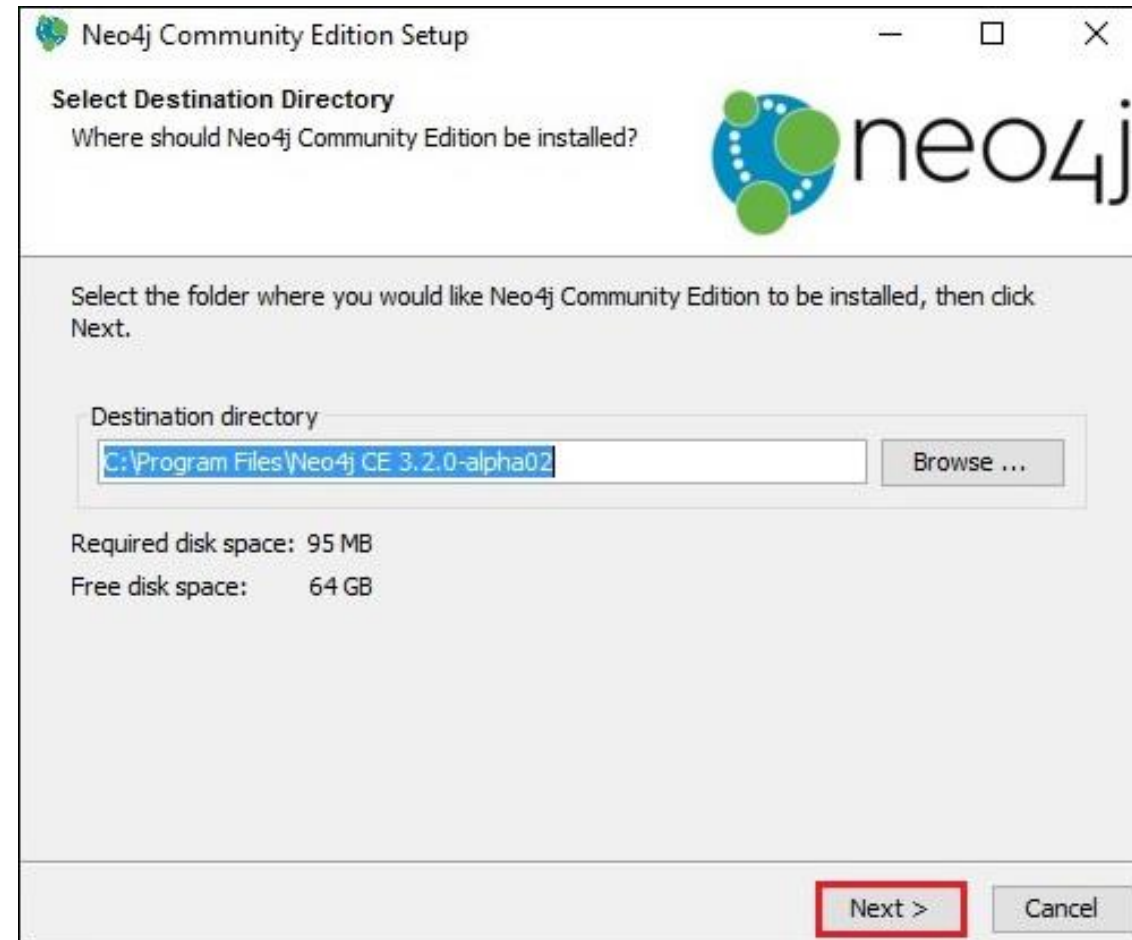 Neo4j Community Edition Setup
Select Destination Directory
Where should Neo4j Community Edition be installed?
neo4j
Select the folder where you would like Neo4j Community Edition to be installed, then click
Next.
Destination directory
C:\Program Files\Neo4j CE 3.2.0-alpha02
Browse ...
Required disk space: 95 MB
Free disk space: 64 GB
Next >
Cancel